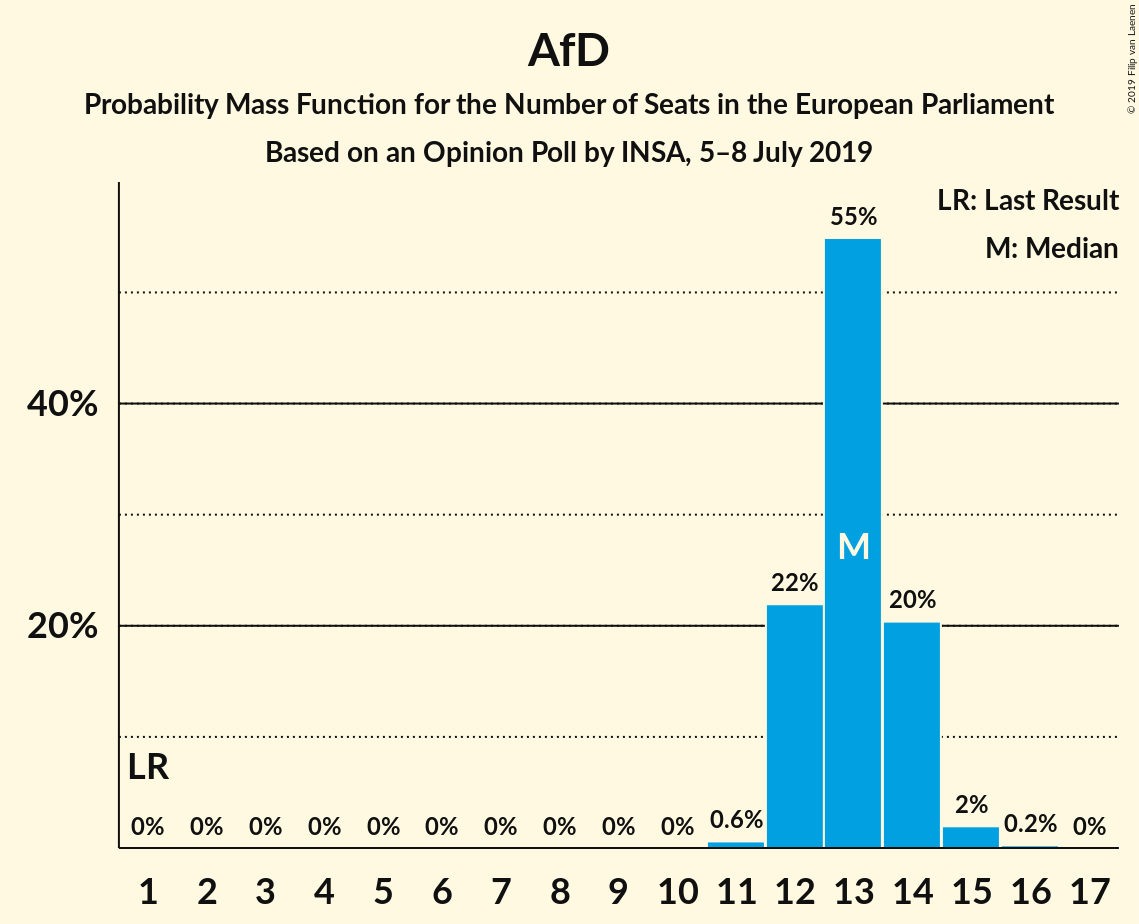 AfD
Probability Mass Function for the Number of Seats in the European Parliament
Based on an Opinion Poll by INSA, 5–8 July 2019
© 2019 Filip van Laenen
LR: Last Result
M: Median
55%
40%
M
22%
20%
20%
LR
0% 0% 0% 0% 0% 0% 0% 0% 0% 0% 0.6% 2% 0.2% 0%
1 2 3 4 5 6 7 8 9 10 11 12 13 14 15 16 17